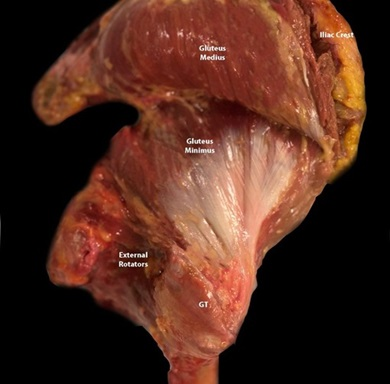 Iliac Crest
Gluteus
Medius
Gluteus
Minimus
External
Rotators
GT